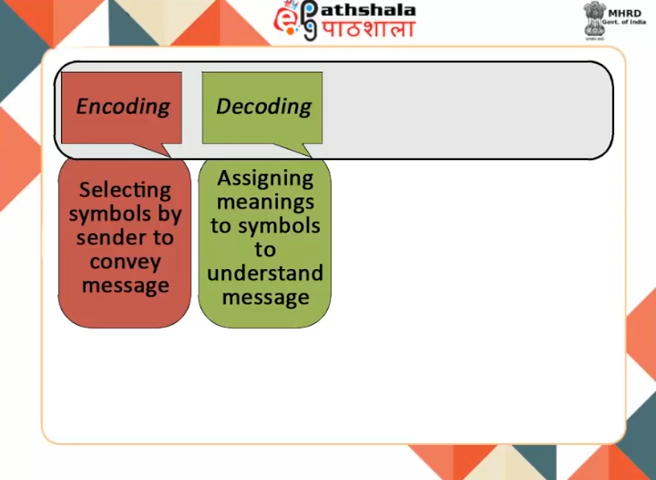 ePG Pathshala
पाठशाला
MHRD
Govt. of India
Encoding
Decoding
Selecting
symbols by
sender to
convey
message
Assigning
meanings
to symbols
to
understand
message